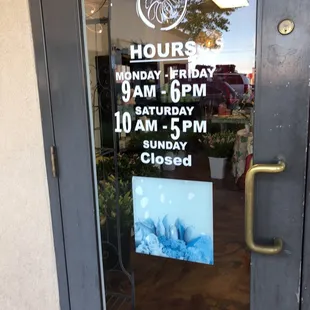 HOURS
MONDAY - FRIDAY
9AM - 6PM
SATURDAY
10AM - 5PM
SUNDAY
Closed